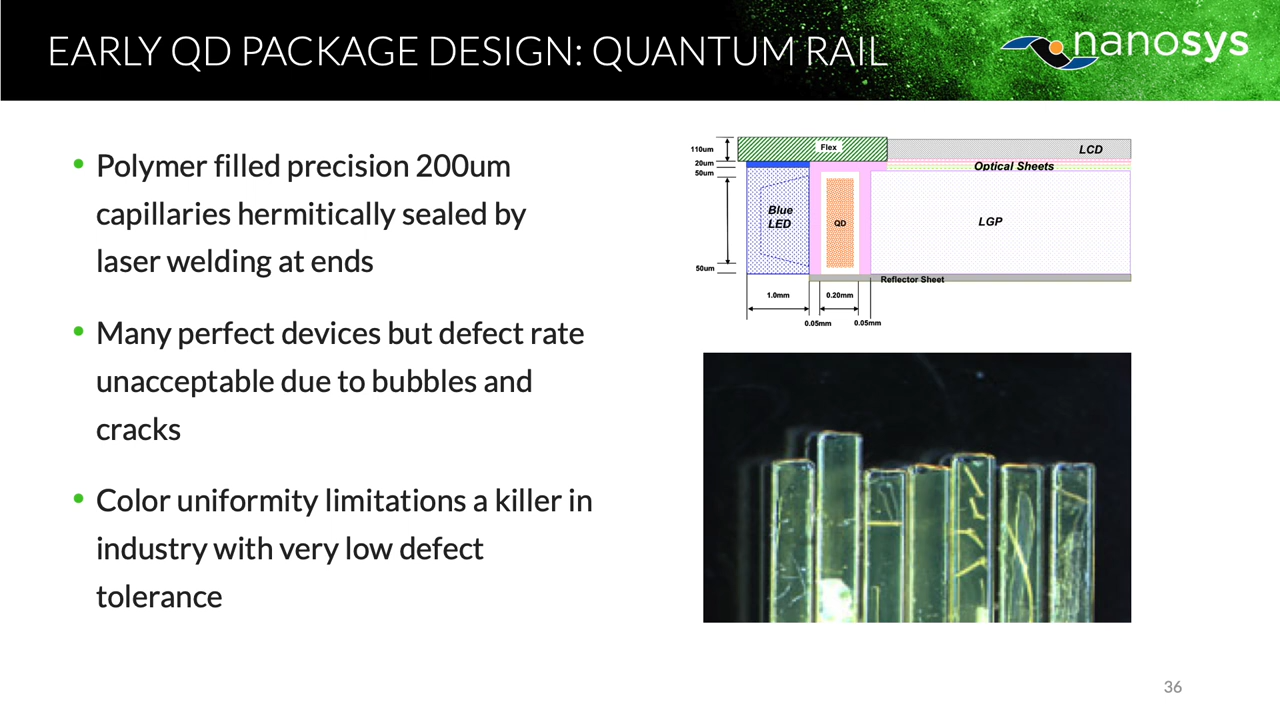 EARLY QD PACKAGE DESIGN: QUANTUM RAIL
nanosys
• Polymer filled precision 200um
capillaries hermitically sealed by
laser welding at ends
• Many perfect devices but defect rate
unacceptable due to bubbles and
cracks
• Color uniformity limitations a killer in
industry with very low defect
tolerance
110um
20um
50um
50um
Flex
LCD
Optical Sheets
Blue
LED
QD
LGP
Reflector Sheet
1.0mm
0.20mm
0.05mm
0.05mm
36